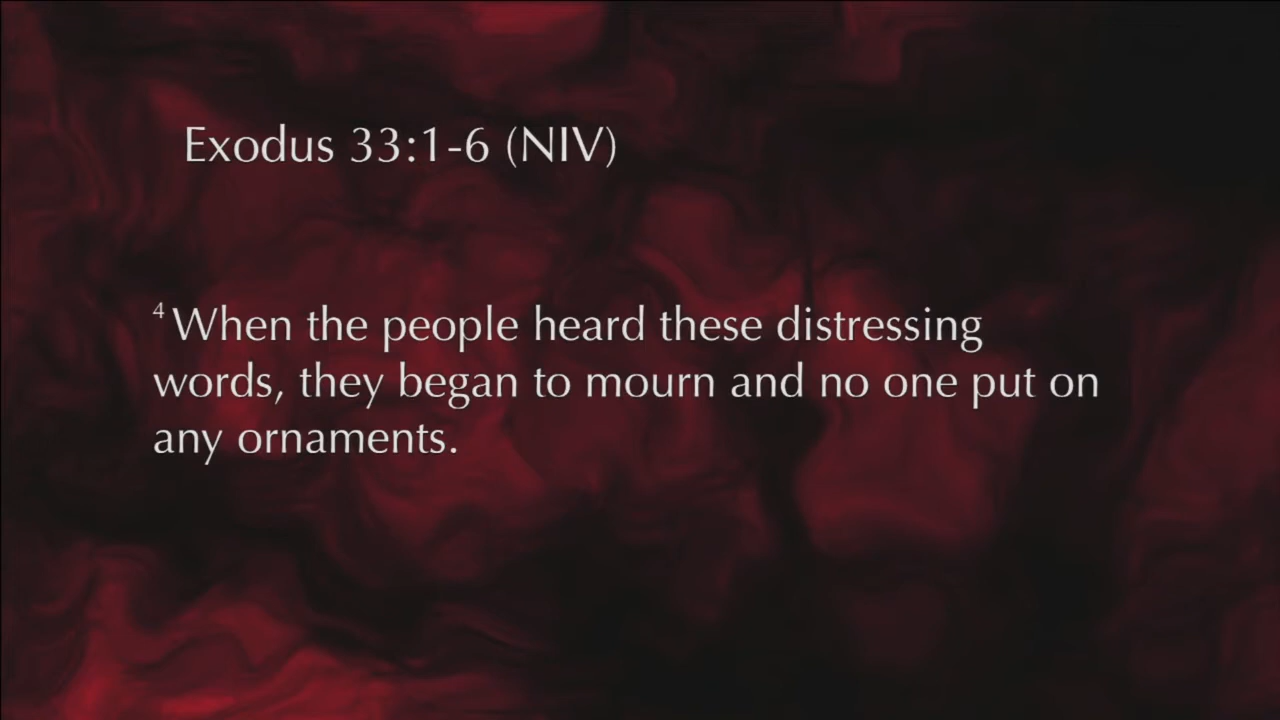 Exodus 33:1-6 (NIV)
4 When the people heard these distressing
words, they began to mourn and no one put on
any ornaments.